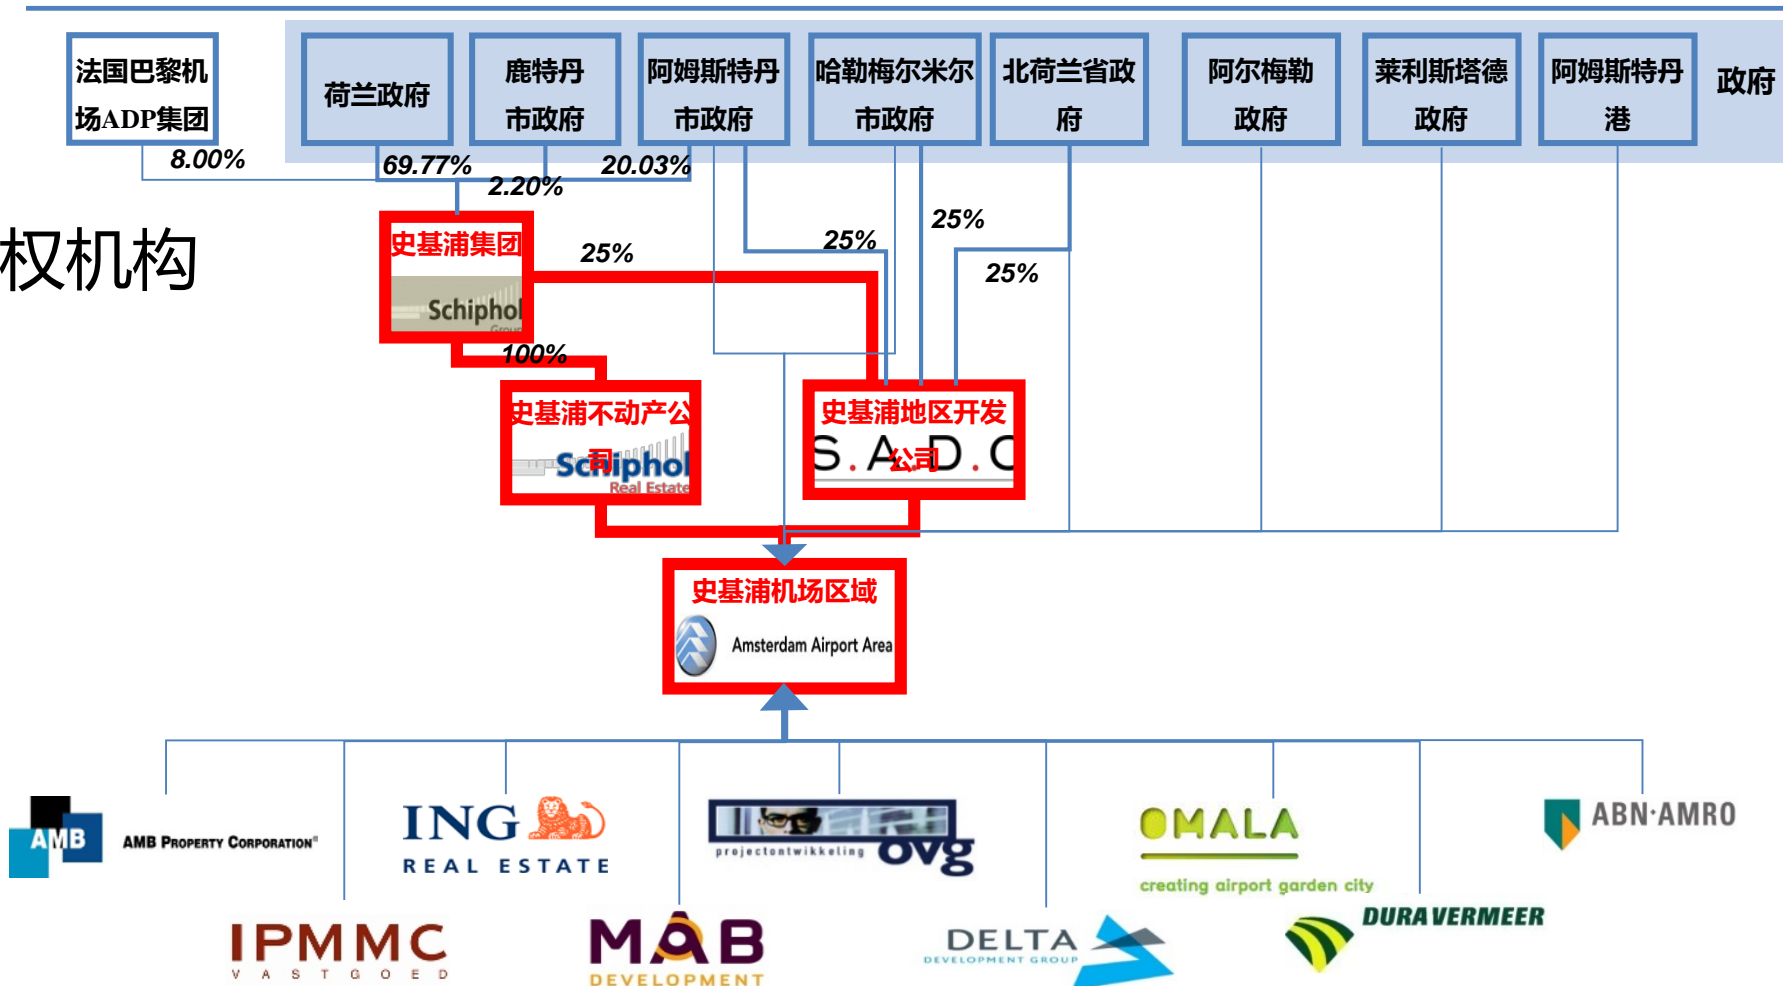 法国巴黎机
场ADP集团
荷兰政府
鹿特丹
市政府
阿姆斯特丹
市政府
哈勒梅尔米尔
市政府
北荷兰省政
府
阿尔梅勒
政府
莱利斯塔德
政府
阿姆斯特丹
港
政府
8.00%
69.77%
2.20%
20.03%
权机构
史基浦集团
Schiphol
Group
25%
25%
25%
25%
100%
史基浦不动产公
司
Schiphol
Real Estate
史基浦地区开发
公司
S.A.D.C
史基浦机场区域
Amsterdam Airport Area
AMB
AMB PROPERTY CORPORATION®
ING
REAL ESTATE
projectontwikkeling
ovg
OMALA
creating airport garden city
ABN·AMRO
IPMMC
VASTGOED
MAB
DEVELOPMENT
DELTA
DEVELOPMENT GROUP
DURA VERMEER